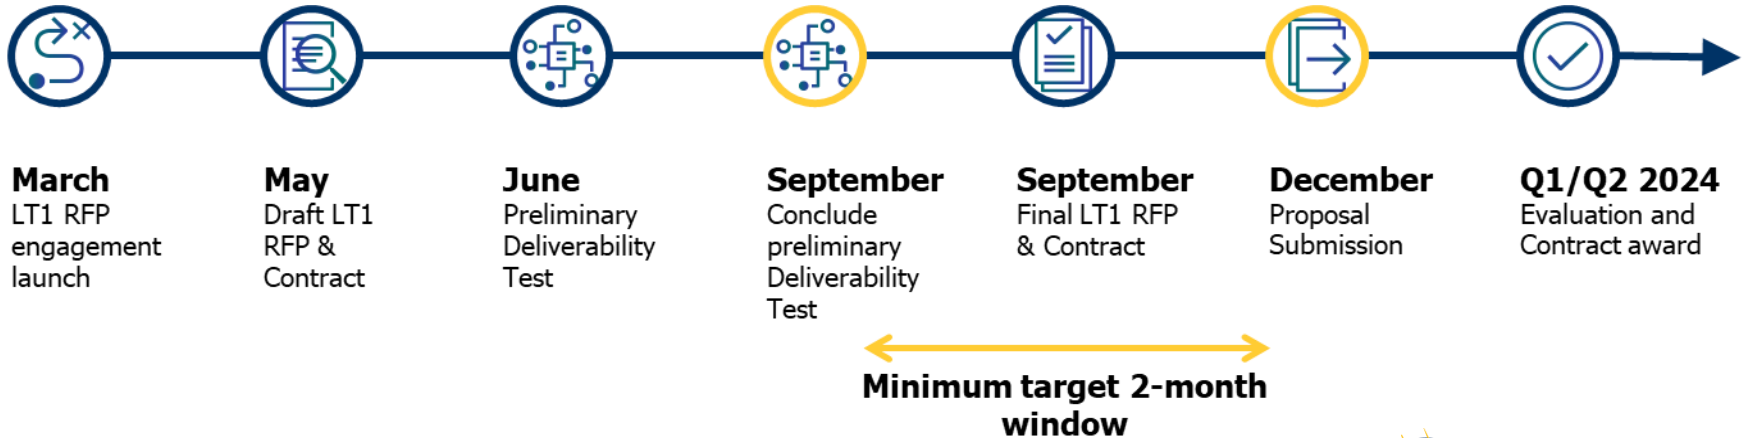 March
LT1 RFP
engagement
launch
May
Draft LT1
RFP &
Contract
June
Preliminary
Deliverability
Test
September
Conclude
preliminary
Deliverability
Test
September
Final LT1 RFP
& Contract
December
Proposal
Submission
Q1/Q2 2024
Evaluation and
Contract award
Minimum target 2-month
window